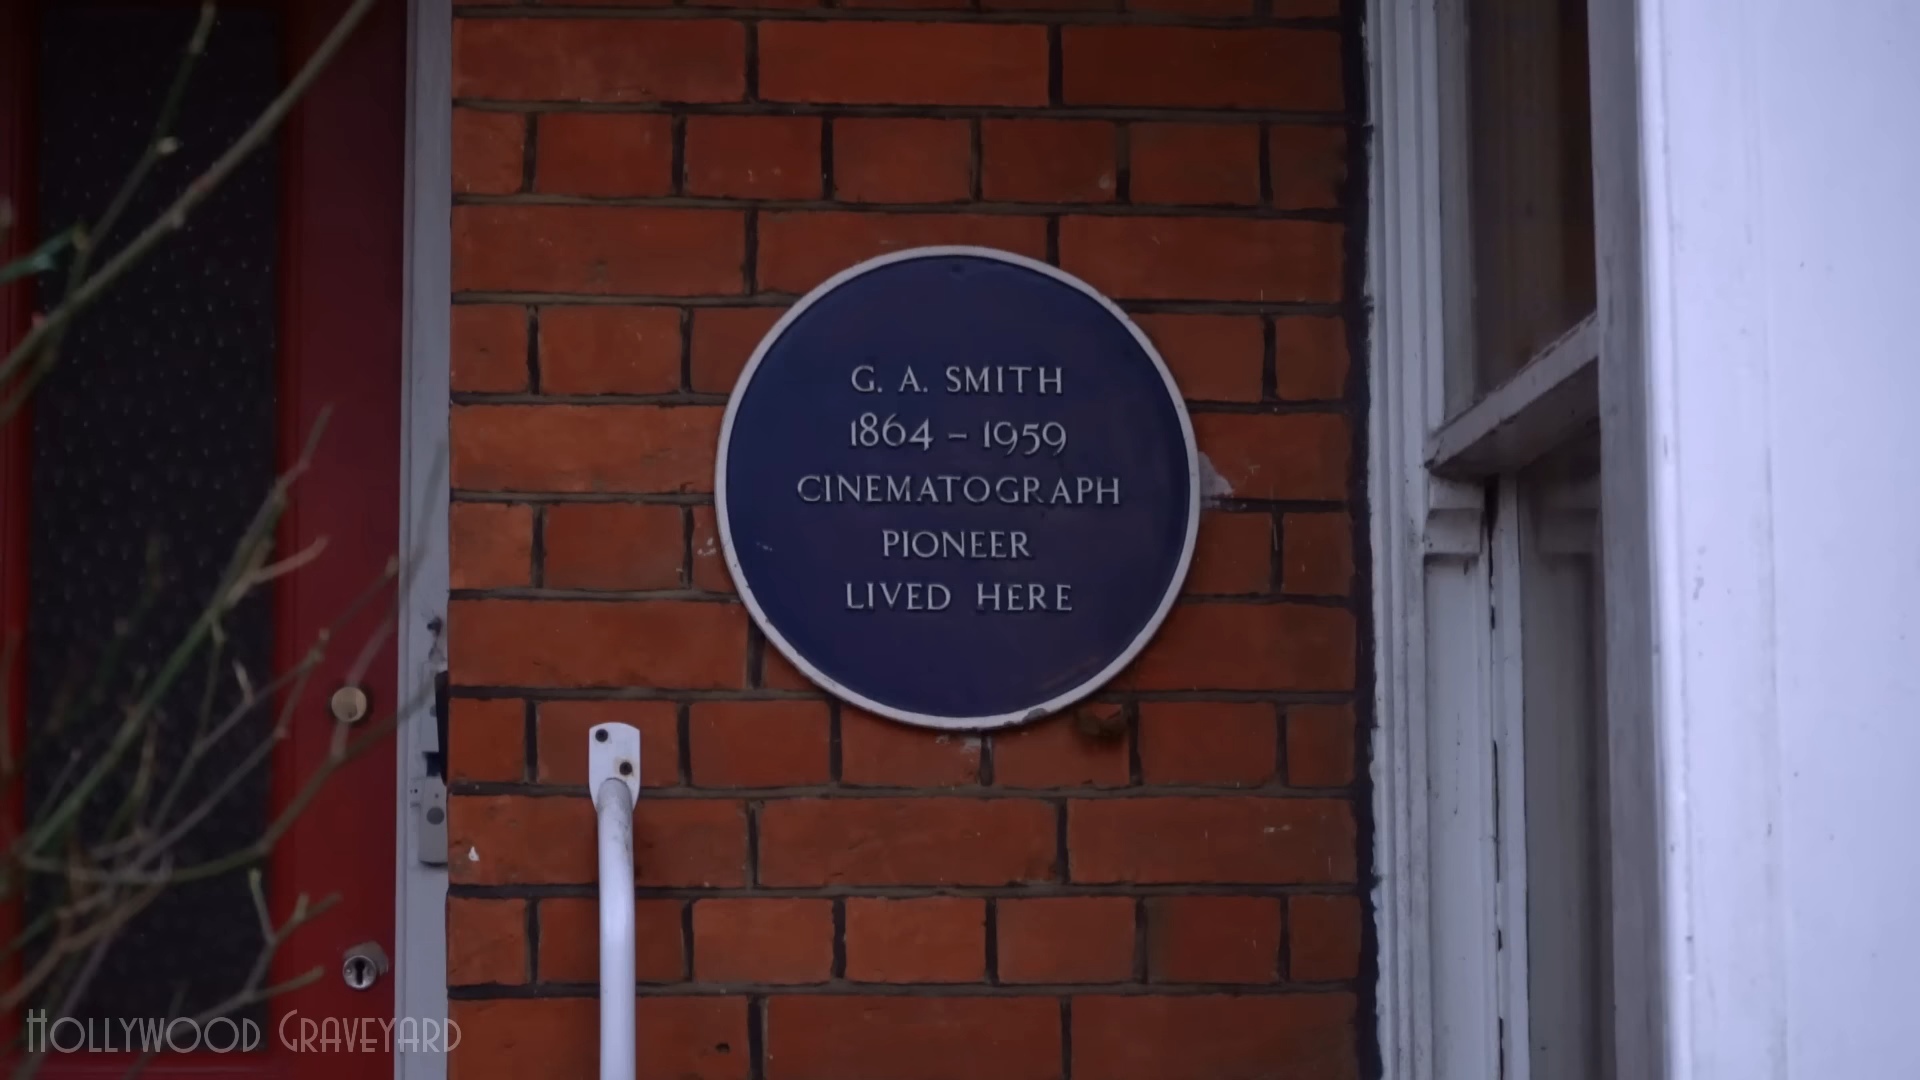 G. A. SMITH
1864 – 1959
CINEMATOGRAPH
PIONEER
LIVED HERE
HOLLYWOOD GRAVEYARD